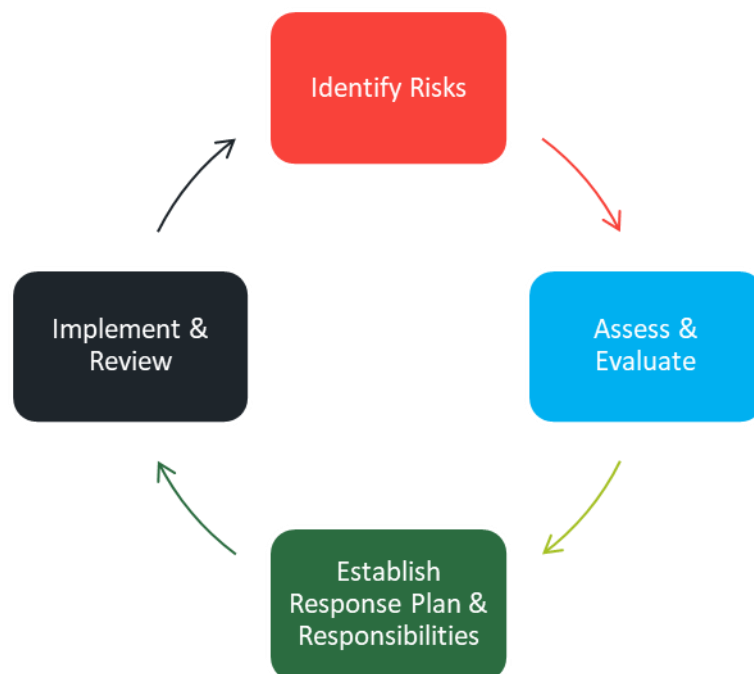 Identify Risks
Assess &
Evaluate
Establish
Response Plan &
Responsibilities
Implement &
Review